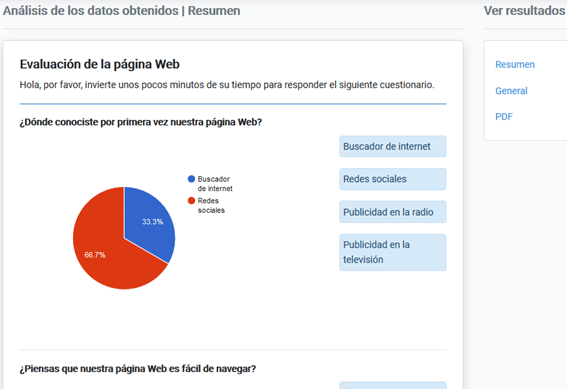 Análisis de los datos obtenidos | Resumen
Ver resultados
Evaluación de la página Web
Hola, por favor, invierte unos pocos minutos de su tiempo para responder el siguiente cuestionario.
Resumen
General
PDF
¿Dónde conociste por primera vez nuestra página Web?
Buscador
de internet
Redes
sociales
33.3%
66.7%
Buscador de internet
Redes sociales
Publicidad en la radio
Publicidad en la
televisión
¿Piensas que nuestra página Web es fácil de navegar?